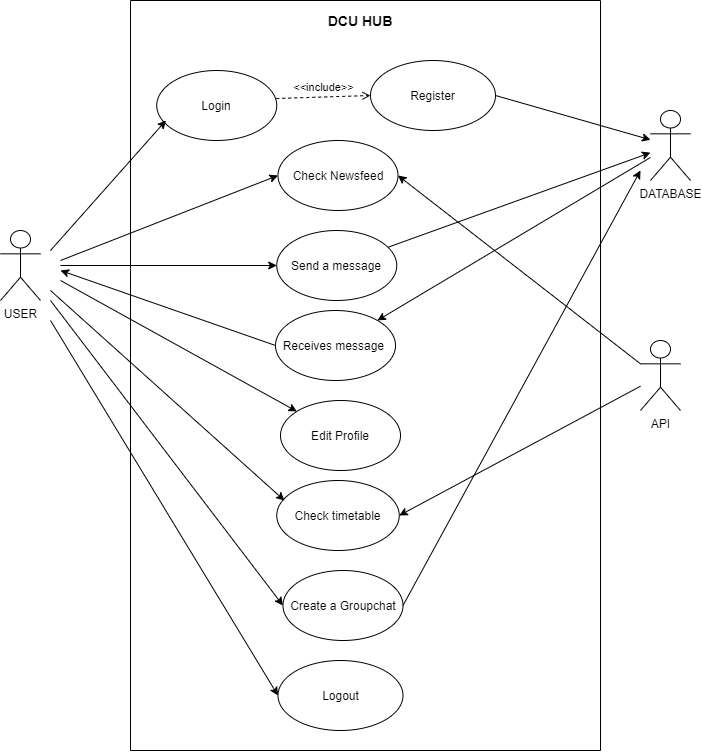 DCU HUB
Login
<<include>>
Register
Check Newsfeed
DATABASE
Send a message
USER
Receives message
API
Edit Profile
Check timetable
Create a Groupchat
Logout